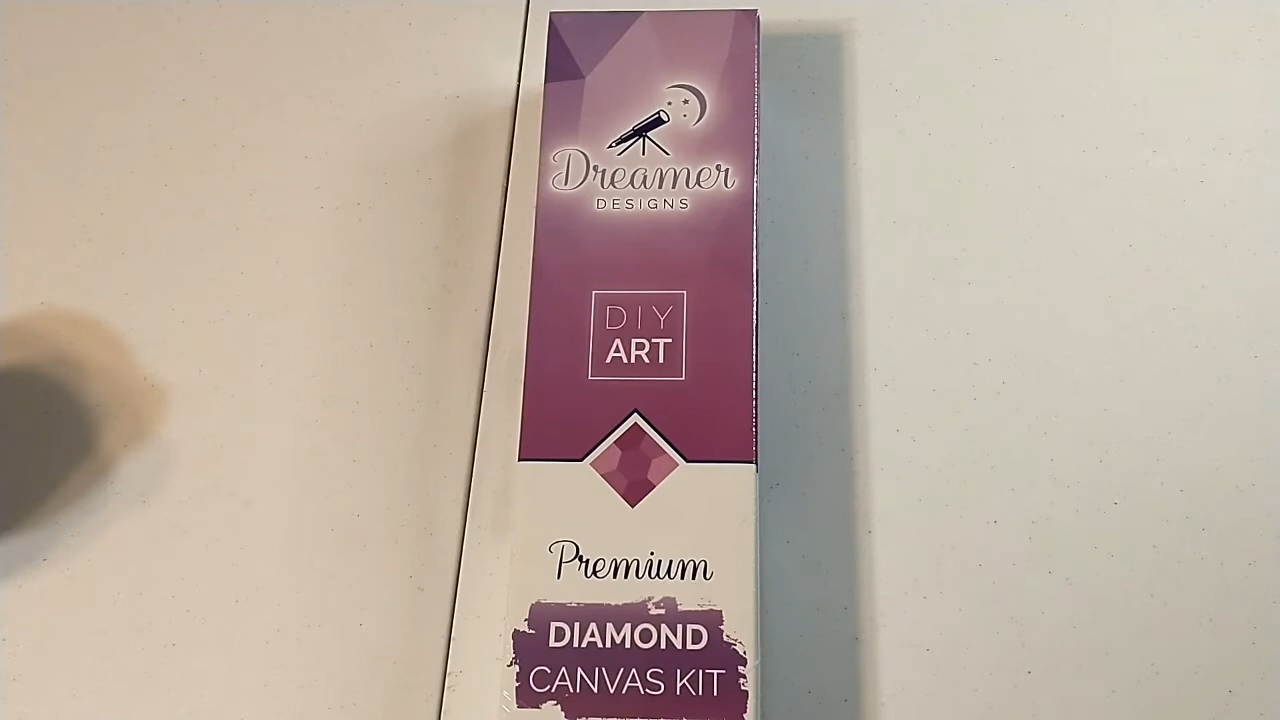 Dreamer
DESIGNS
DIY
ART
Premium
DIAMOND
CANVAS KIT